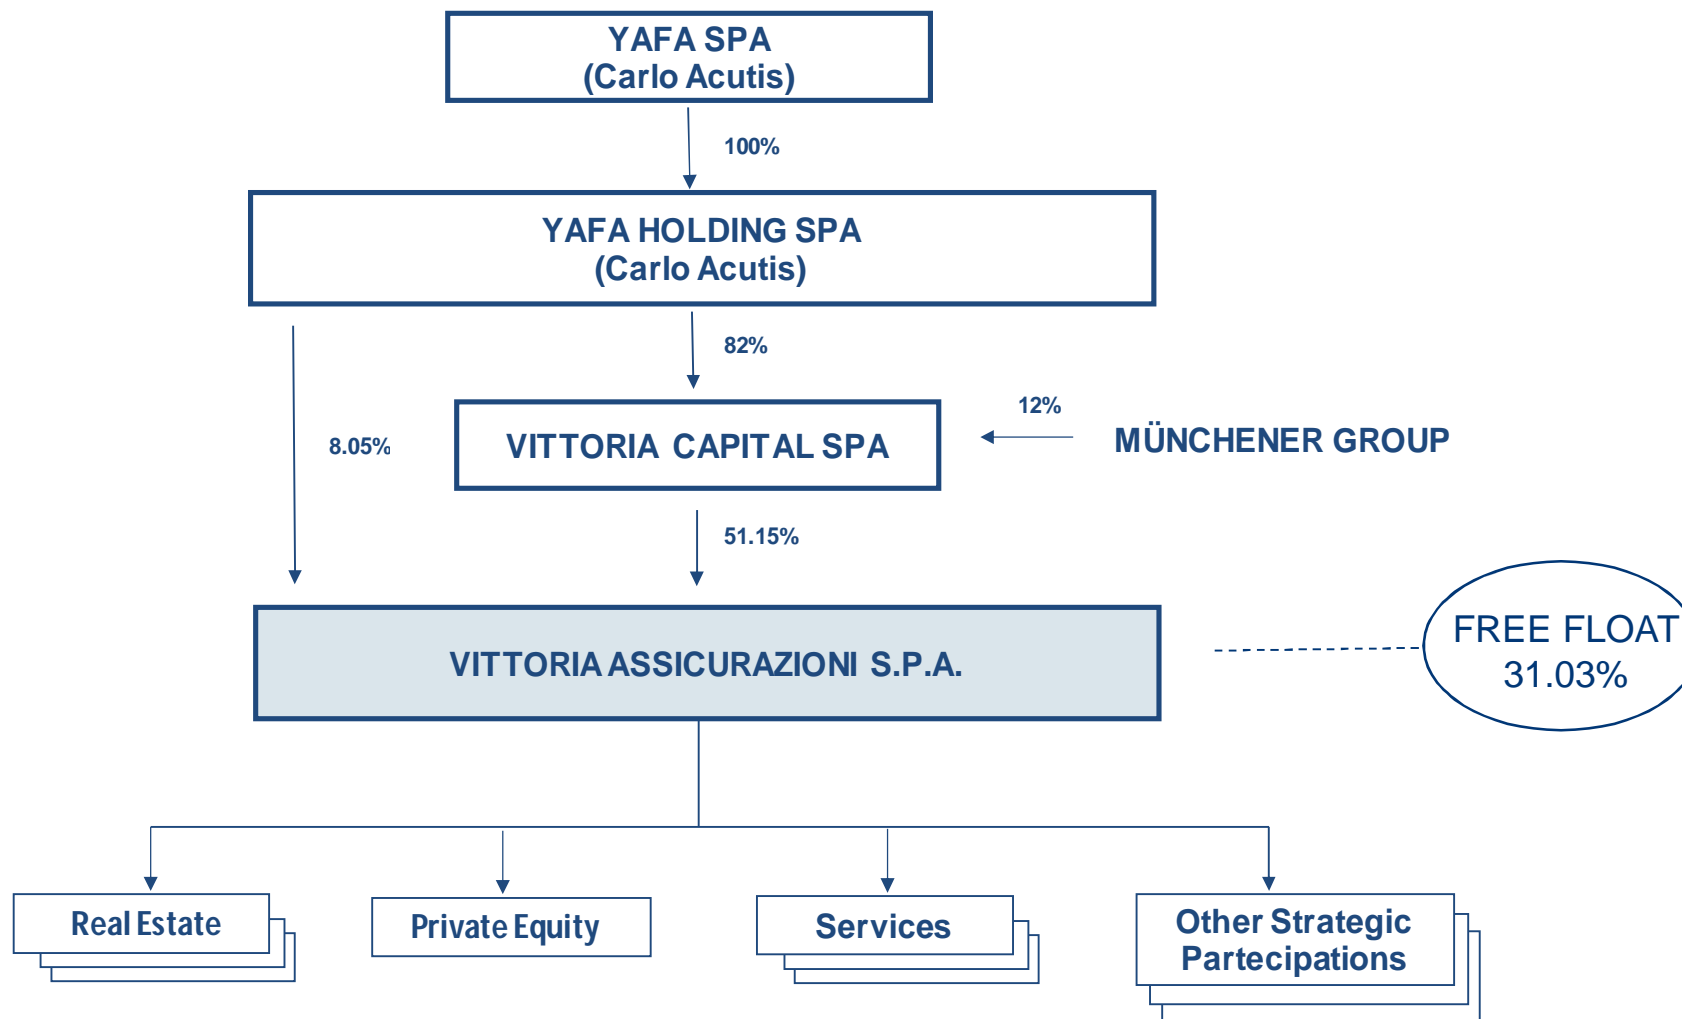 YAFA SPA
(Carlo Acutis)
100%
YAFA HOLDING SPA
(Carlo Acutis)
82%
12%
8.05%
VITTORIA CAPITAL SPA
MÜNCHENER GROUP
51.15%
FREE FLOAT
31.03%
VITTORIA ASSICURAZIONI S.P.A.
Real Estate
Private Equity
Services
Other Strategic
Partecipations